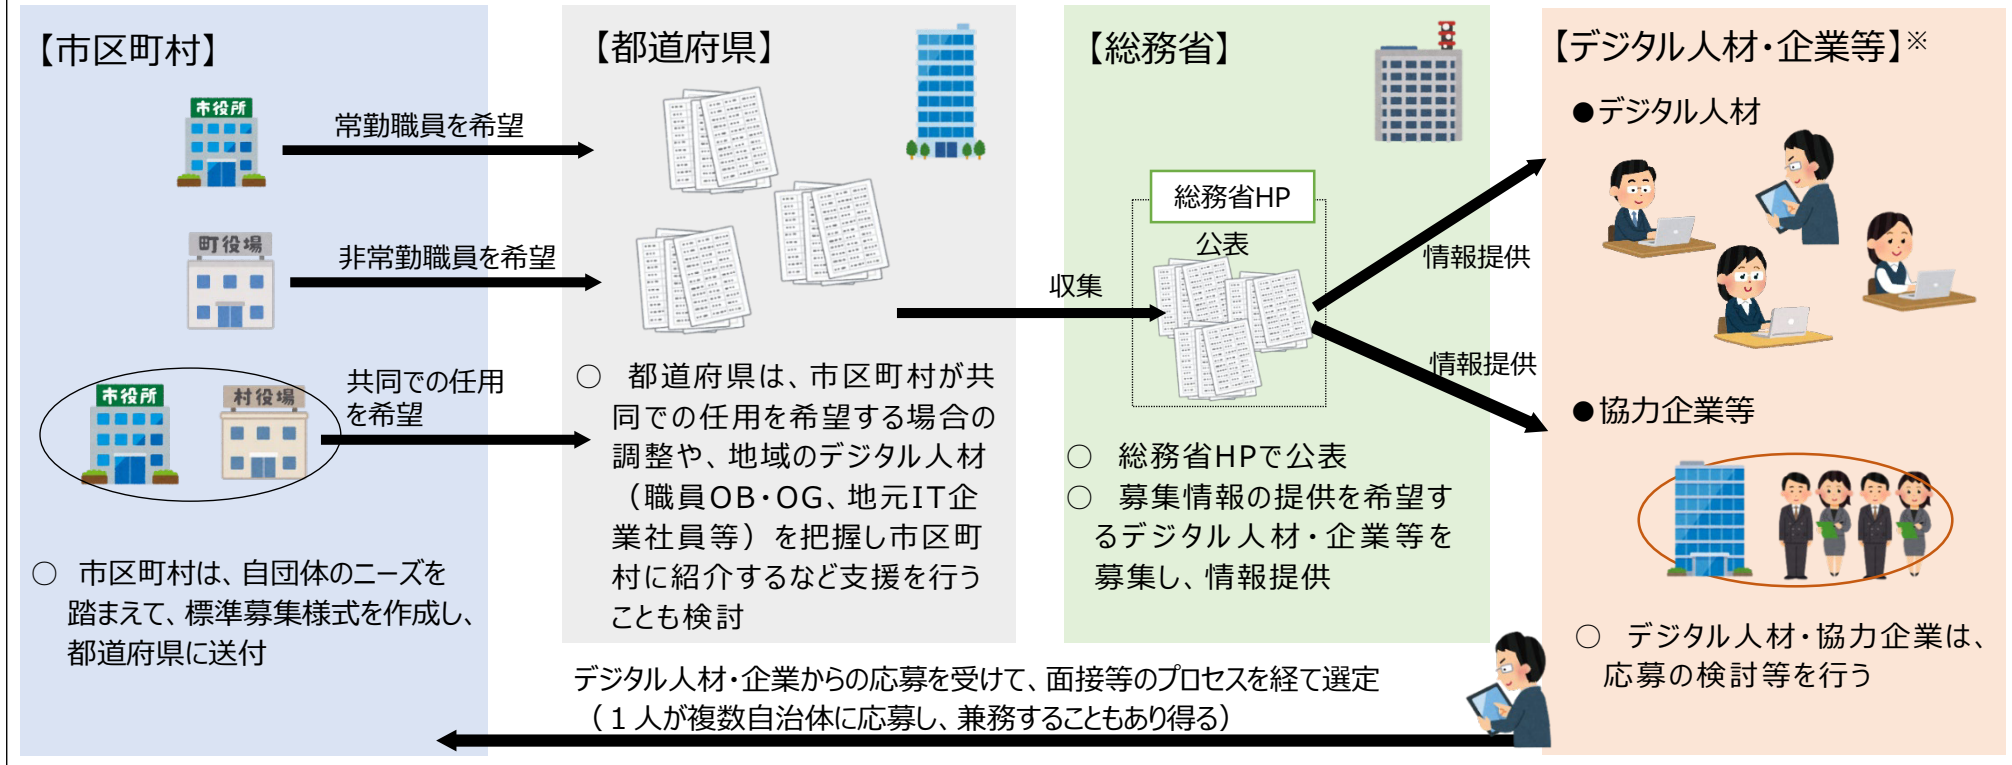 【市区町村】
市役所
常勤職員を希望
町役場
非常勤職員を希望
市役所
村役場
共同での任用
を希望
○ 市区町村は、自団体のニーズを
踏まえて、標準募集様式を作成し、
都道府県に送付
【都道府県】
○ 都道府県は、市区町村が共
同での任用を希望する場合の
調整や、地域のデジタル人材
（職員OB・OG、地元IT企
業社員等）を把握し市区町
村に紹介するなど支援を行う
ことも検討
収集
【総務省】
総務省HP
公表
○ 総務省HPで公表
○ 募集情報の提供を希望す
るデジタル人材・企業等を
募集し、情報提供
情報提供
情報提供
【デジタル人材・企業等】※
●デジタル人材
●協力企業等
○ デジタル人材・協力企業は、
応募の検討等を行う
デジタル人材・企業からの応募を受けて、面接等のプロセスを経て選定
（１人が複数自治体に応募し、兼務することもあり得る）